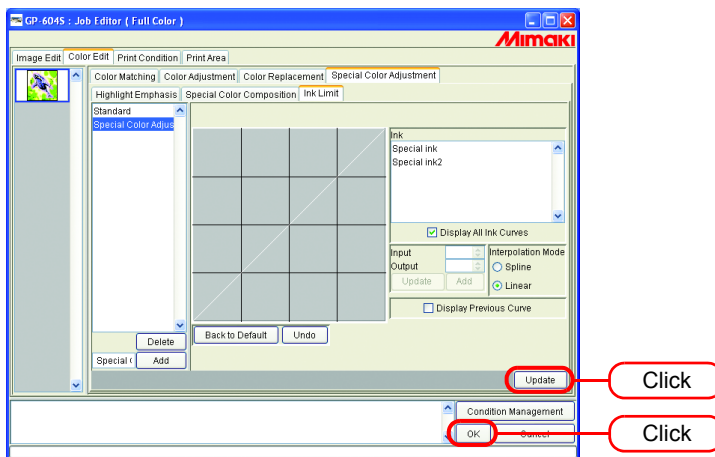 GP-604S : Job Editor ( Full Color )
Mimaki
Image Edit Color Edit Print Condition Print Area
Color Matching Color Adjustment Color Replacement Special Color Adjustment
Highlight Emphasis Special Color Composition Ink Limit
Standard
Special Color Adjus
Ink
Special ink
Special ink2
Display All Ink Curves
Input
Output
Update Add
Interpolation Mode
Spline
Linear
Display Previous Curve
Delete
Back to Default Undo
Special ( Add
Update
Click
Condition Management
OK Cancel
Click